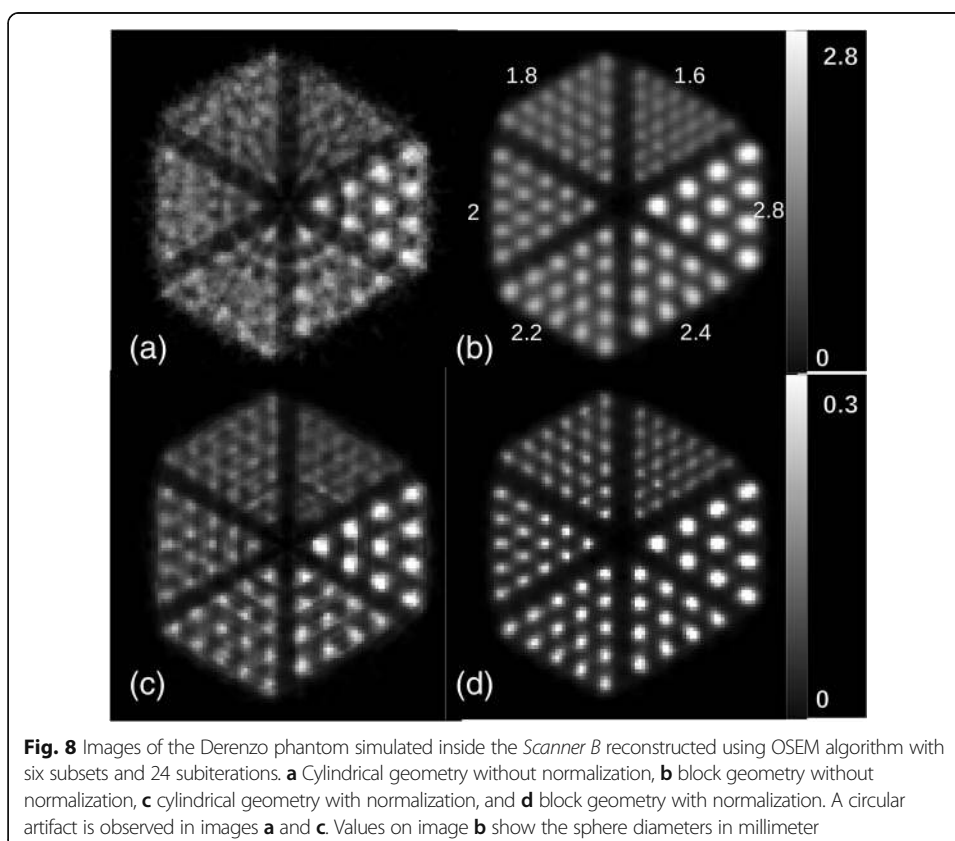 1.8
1.6
2.8
2
2.8
(a)
(b)
2.2
2.4
0
0.3
(c)
(d)
0
Fig. 8 Images of the Derenzo phantom simulated inside the Scanner B reconstructed using OSEM algorithm with
six subsets and 24 subiterations. a Cylindrical geometry without normalization, b block geometry without
normalization, c cylindrical geometry with normalization, and d block geometry with normalization. A circular
artifact is observed in images a and c. Values on image b show the sphere diameters in millimeter